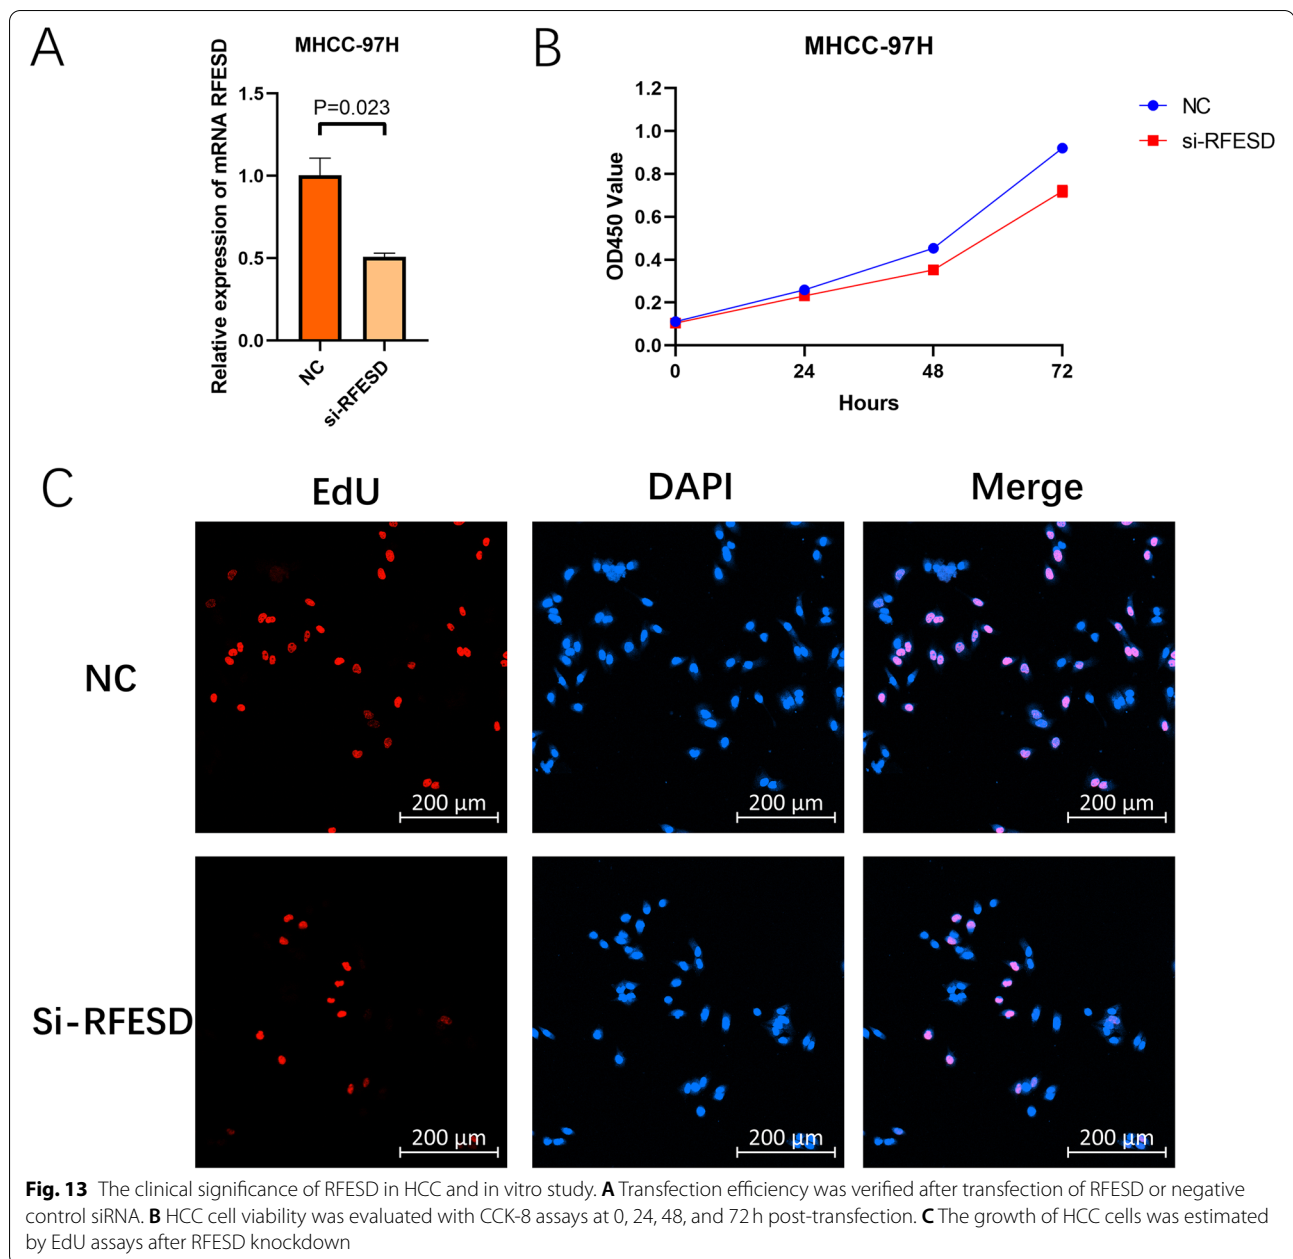 A
MHCC-97H
Relative expression of mRNA RFESD
1.5
1.0
0.5
0.0
P=0.023
NC
si-RFESD
B
MHCC-97H
OD450 Value
1.2
1.0
0.8
0.6
0.4
0.2
0.0
0
24
48
72
Hours
NC
si-RFESD
C
EdU
DAPI
Merge
NC
200 μm
200 μm
200 μm
Si-RFESD
200 μm
200 μm
200 μm
Fig. 13 The clinical significance of RFESD in HCC and in vitro study. A Transfection efficiency was verified after transfection of RFESD or negative
control siRNA. B HCC cell viability was evaluated with CCK-8 assays at 0, 24, 48, and 72 h post-transfection. C The growth of HCC cells was estimated
by EdU assays after RFESD knockdown